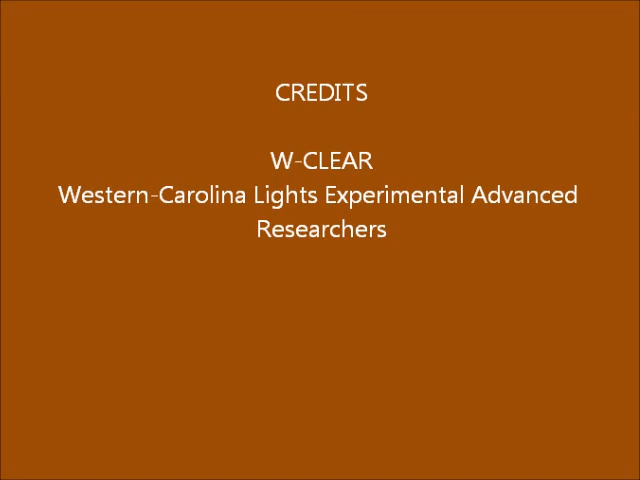 CREDITS
W-CLEAR
Western-Carolina Lights Experimental Advanced
Researchers